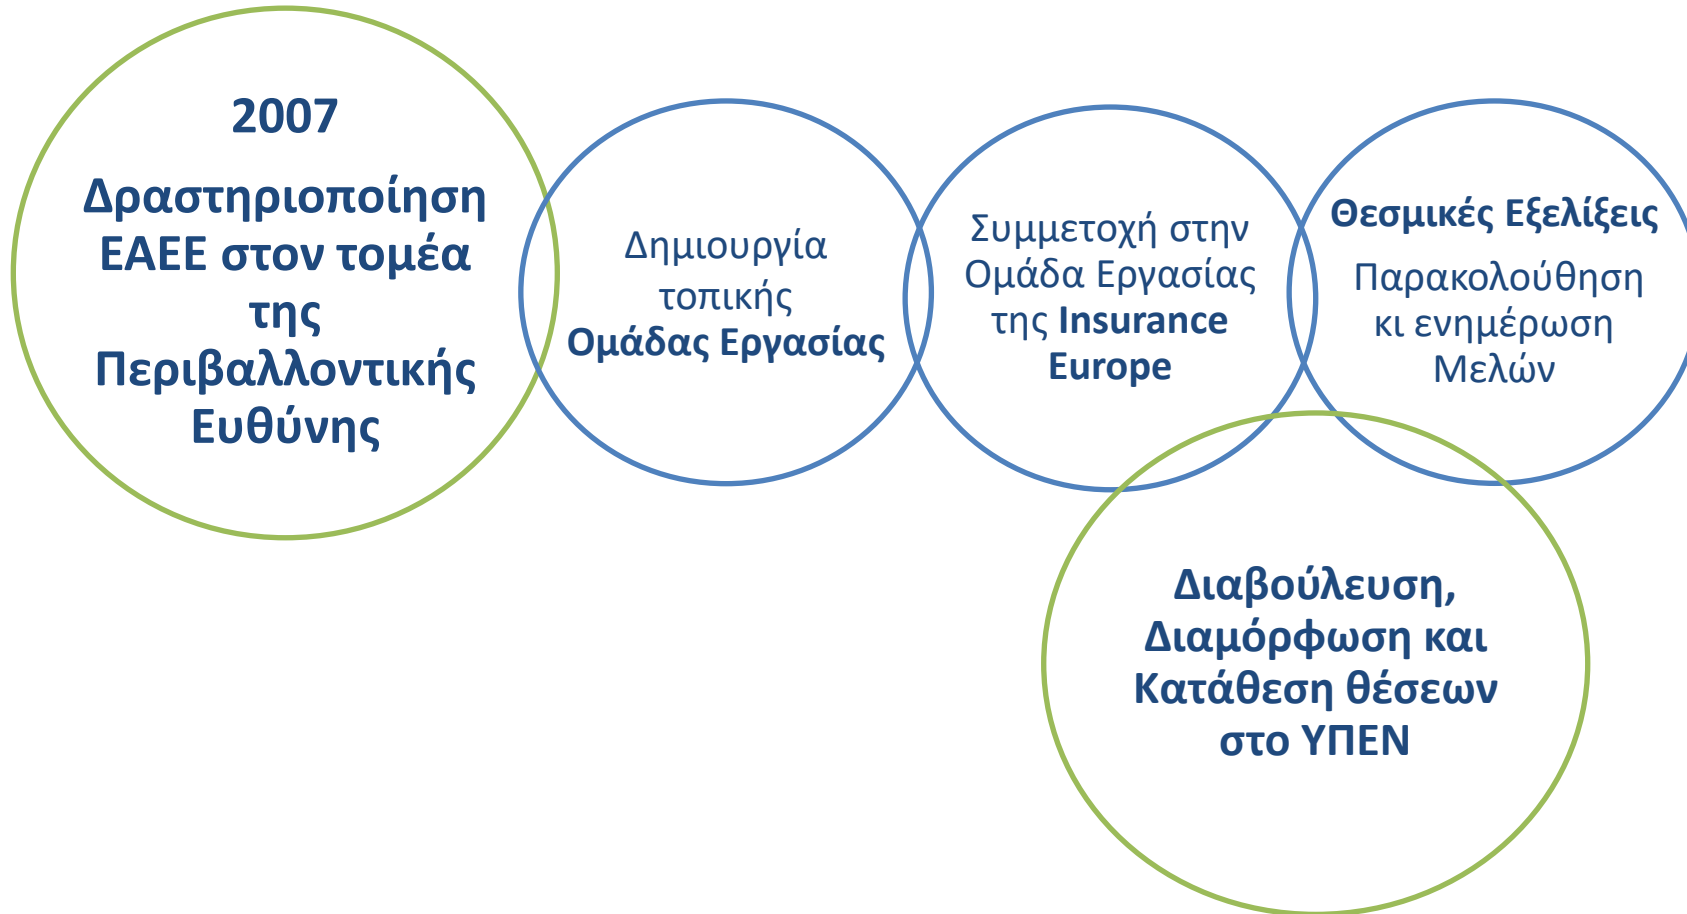 2007
Δραστηριοποίηση
ΕΑΕΕ στον τομέα
της
Περιβαλλοντικής
Ευθύνης
Δημιουργία
τοπικής
Ομάδας Εργασίας
Συμμετοχή στην
Ομάδα Εργασίας
της Insurance
Europe
Θεσμικές Εξελίξεις
Παρακολούθηση
κι ενημέρωση
Μελών
Διαβούλευση,
Διαμόρφωση και
Κατάθεση θέσεων
στο ΥΠΕΝ